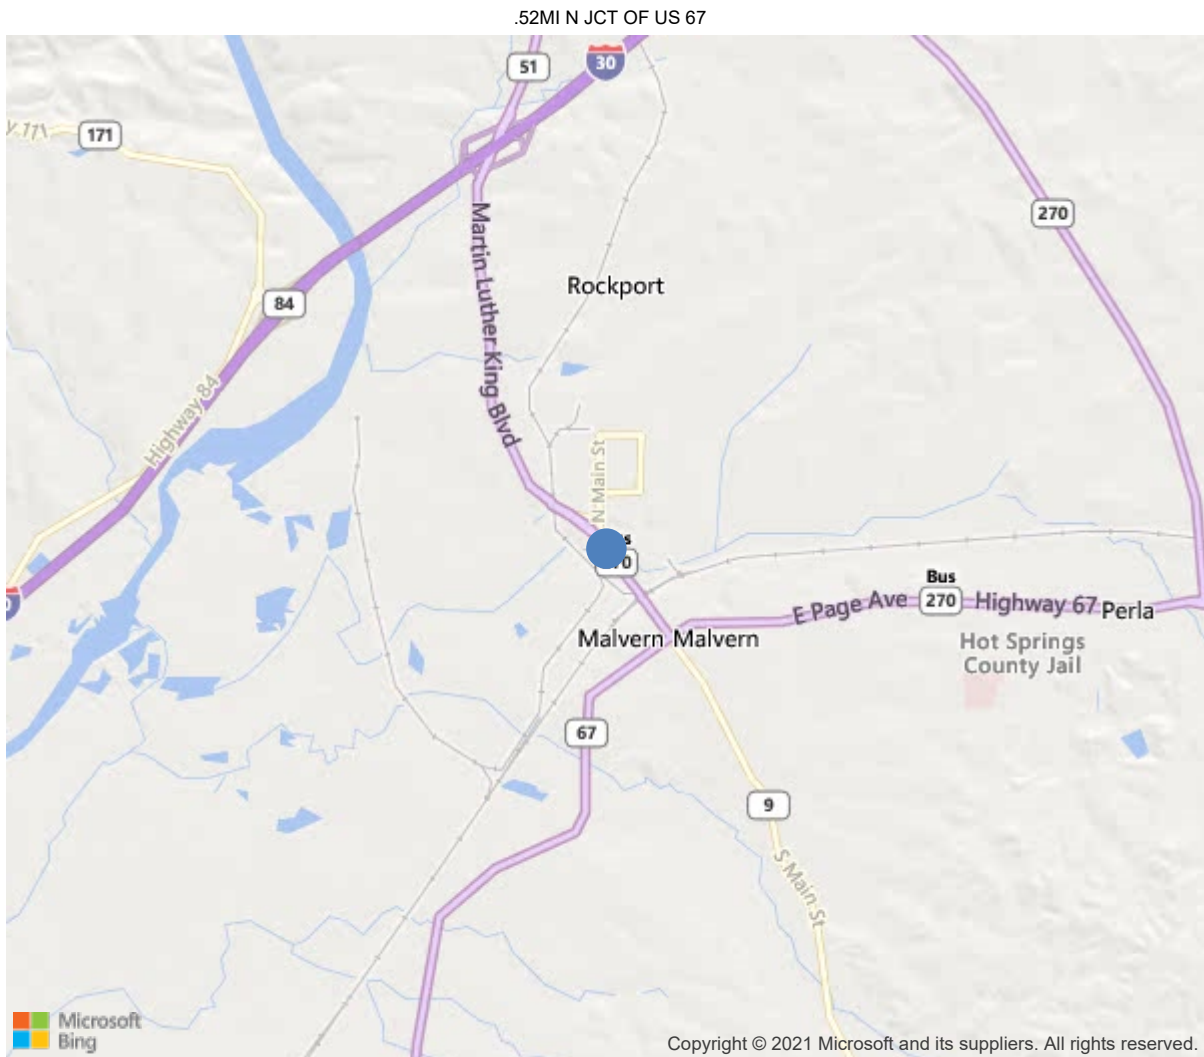 .52MI N JCT OF US 67
51
30
171
270
Martin Luther King Blvd
Rockport
84
Highway 84
N Main St
Bus
270
Highway 67
E Page Ave
Perla
Malvern
Malvern
Hot Springs
County Jail
67
9
S Main St
Microsoft
Bing
Copyright © 2021 Microsoft and its suppliers. All rights reserved.